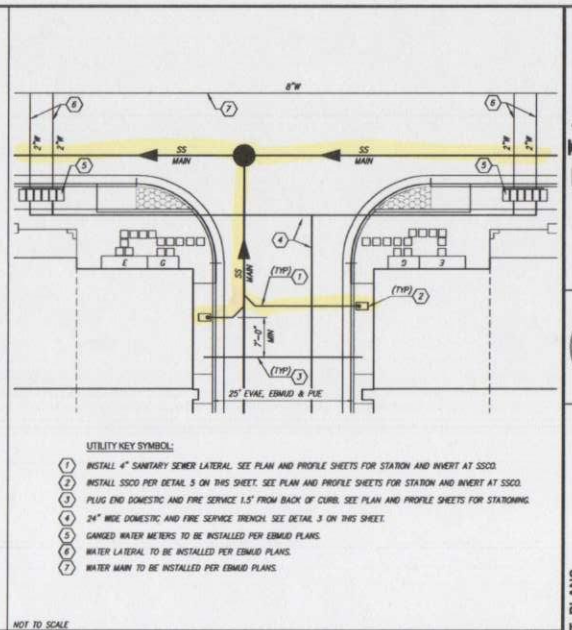 8"W
6
7
6
2"W
2"W
SS
MAIN
SS
MAIN
2"W
2"W
5
5
4
E
G
SS
MAIN
(TYP)
1
(TYP)
2
7'-0"
MIN
(TYP)
3
25' EVAE, EBMUD & PUE
UTILITY KEY SYMBOL:
1 INSTALL 4" SANITARY SEWER LATERAL. SEE PLAN AND PROFILE SHEETS FOR STATION AND INVERT AT SSCO.
2 INSTALL SSCO PER DETAIL 5 ON THIS SHEET. SEE PLAN AND PROFILE SHEETS FOR STATION AND INVERT AT SSCO.
3 PLUG END DOMESTIC AND FIRE SERVICE 1.5' FROM BACK OF CURB. SEE PLAN AND PROFILE SHEETS FOR STATIONING.
4 24" WIDE DOMESTIC AND FIRE SERVICE TRENCH. SEE DETAIL 3 ON THIS SHEET.
5 GANGED WATER METERS TO BE INSTALLED PER EBMUD PLANS.
6 WATER LATERAL TO BE INSTALLED PER EBMUD PLANS.
7 WATER MAIN TO BE INSTALLED PER EBMUD PLANS.
NOT TO SCALE